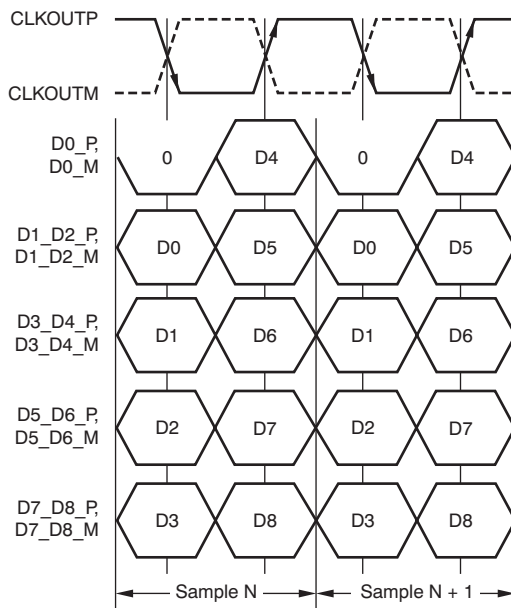 CLKOUTP
CLKOUTM
D0_P,
D0_M
0 D4 0 D4
D1_D2_P,
D1_D2_M
D0 D5 D0 D5
D3_D4_P,
D3_D4_M
D1 D6 D1 D6
D5_D6_P,
D5_D6_M
D2 D7 D2 D7
D7_D8_P,
D7_D8_M
D3 D8 D3 D8
Sample N Sample N + 1